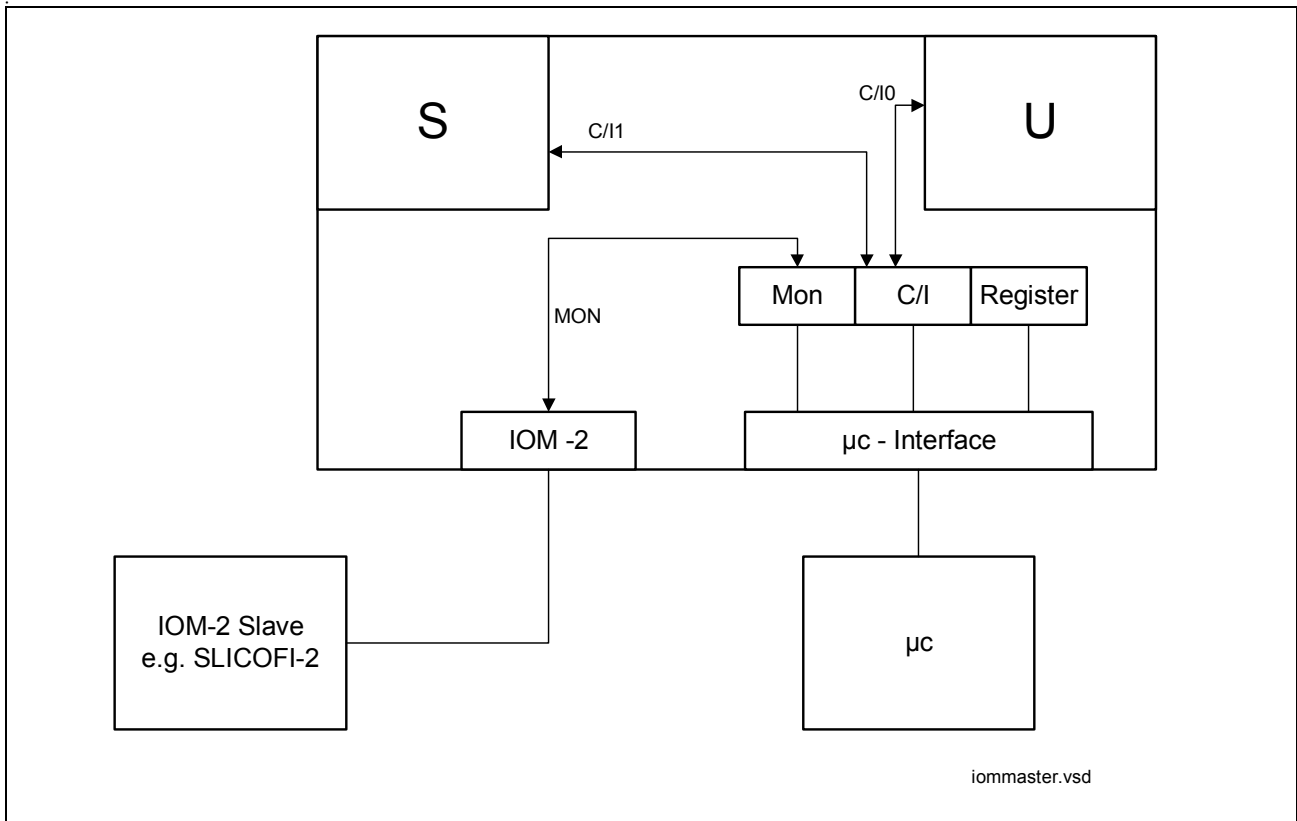 S
U
C/I0
C/I1
Mon
C/I
Register
MON
IOM -2
µc - Interface
IOM-2 Slave
e.g. SLICOFI-2
µc
iommaster.vsd